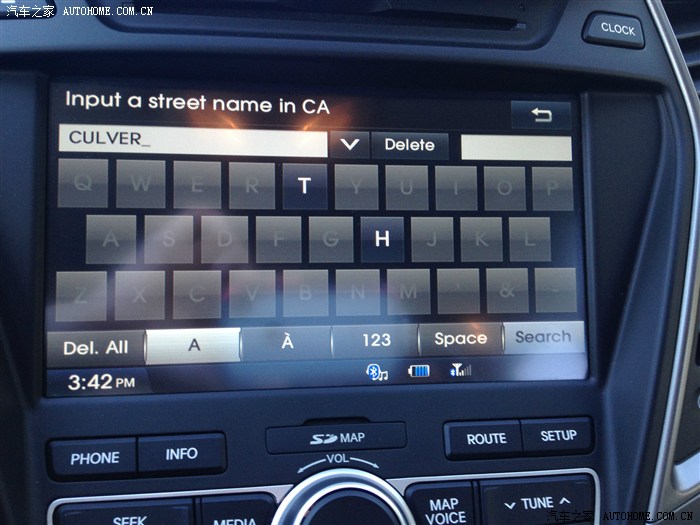 汽车之家 AUTOHOME.COM.CN
汽车之家 AUTOHOME.COM.CN
CLOCK
Input a street name in CA
CULVER_
Delete
Q W E R T Y U I O P
A S D F G H J K L
Z X C V B N M ' & -
Del. All A À 123 Space Search
3:42 PM
PHONE INFO
SD MAP
ROUTE SETUP
VOL
SEEK MEDIA
MAP VOICE
TUNE